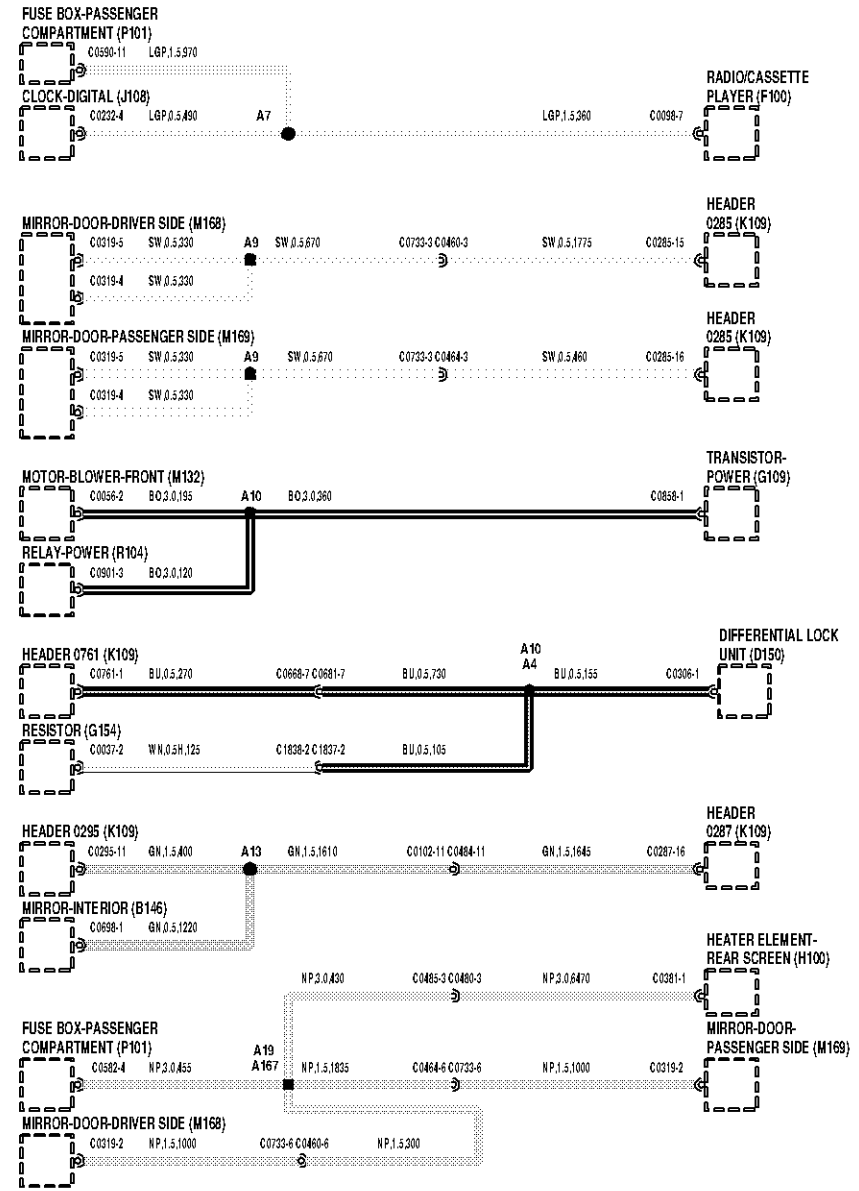 FUSE BOX-PASSENGER
COMPARTMENT (P101)
C0590-11 LGP,1.5,970
CLOCK-DIGITAL (J108)
C0232-4 LGP,0.5,490 A7 LGP,1.5,360 C0098-7
RADIO/CASSETTE
PLAYER (F100)
HEADER
0285 (K109)
MIRROR-DOOR-DRIVER SIDE (M168)
C0319-5 SW,0.5,330 A9 SW,0.5,670 C0733-3 C0460-3 SW,0.5,1775 C0285-15
C0319-4 SW,0.5,330
HEADER
0285 (K109)
MIRROR-DOOR-PASSENGER SIDE (M169)
C0319-5 SW,0.5,330 A9 SW,0.5,670 C0733-3 C0464-3 SW,0.5,460 C0285-16
C0319-4 SW,0.5,330
TRANSISTOR-
POWER (G109)
MOTOR-BLOWER-FRONT (M132)
C0056-2 BO,3.0,195 A10 BO,3.0,360 C0858-1
RELAY-POWER (R104)
C0901-3 BO,3.0,120
DIFFERENTIAL LOCK
UNIT (D150)
HEADER 0761 (K109)
A10
A4
C0761-1 BU,0.5,270 C0668-7 C0681-7 BU,0.5,730 BU,0.5,155 C0306-1
RESISTOR (G154)
C0037-2 WN,0.5H,125 C1838-2 C1837-2 BU,0.5,105
HEADER
0287 (K109)
HEADER 0295 (K109)
C0295-11 GN,1.5,400 A13 GN,1.5,1610 C0102-11 C0484-11 GN,1.5,1645 C0287-16
MIRROR-INTERIOR (B146)
C0698-1 GN,0.5,1220
HEATER ELEMENT-
REAR SCREEN (H100)
NP,3.0,430 C0485-3 C0480-3 NP,3.0,6470 C0381-1
FUSE BOX-PASSENGER
COMPARTMENT (P101)
MIRROR-DOOR-
PASSENGER SIDE (M169)
A19
A167
C0582-4 NP,3.0,455 NP,1.5,1835 C0464-6 C0733-6 NP,1.5,1000 C0319-2
MIRROR-DOOR-DRIVER SIDE (M168)
C0319-2 NP,1.5,1000 C0733-6 C0460-6 NP,1.5,300